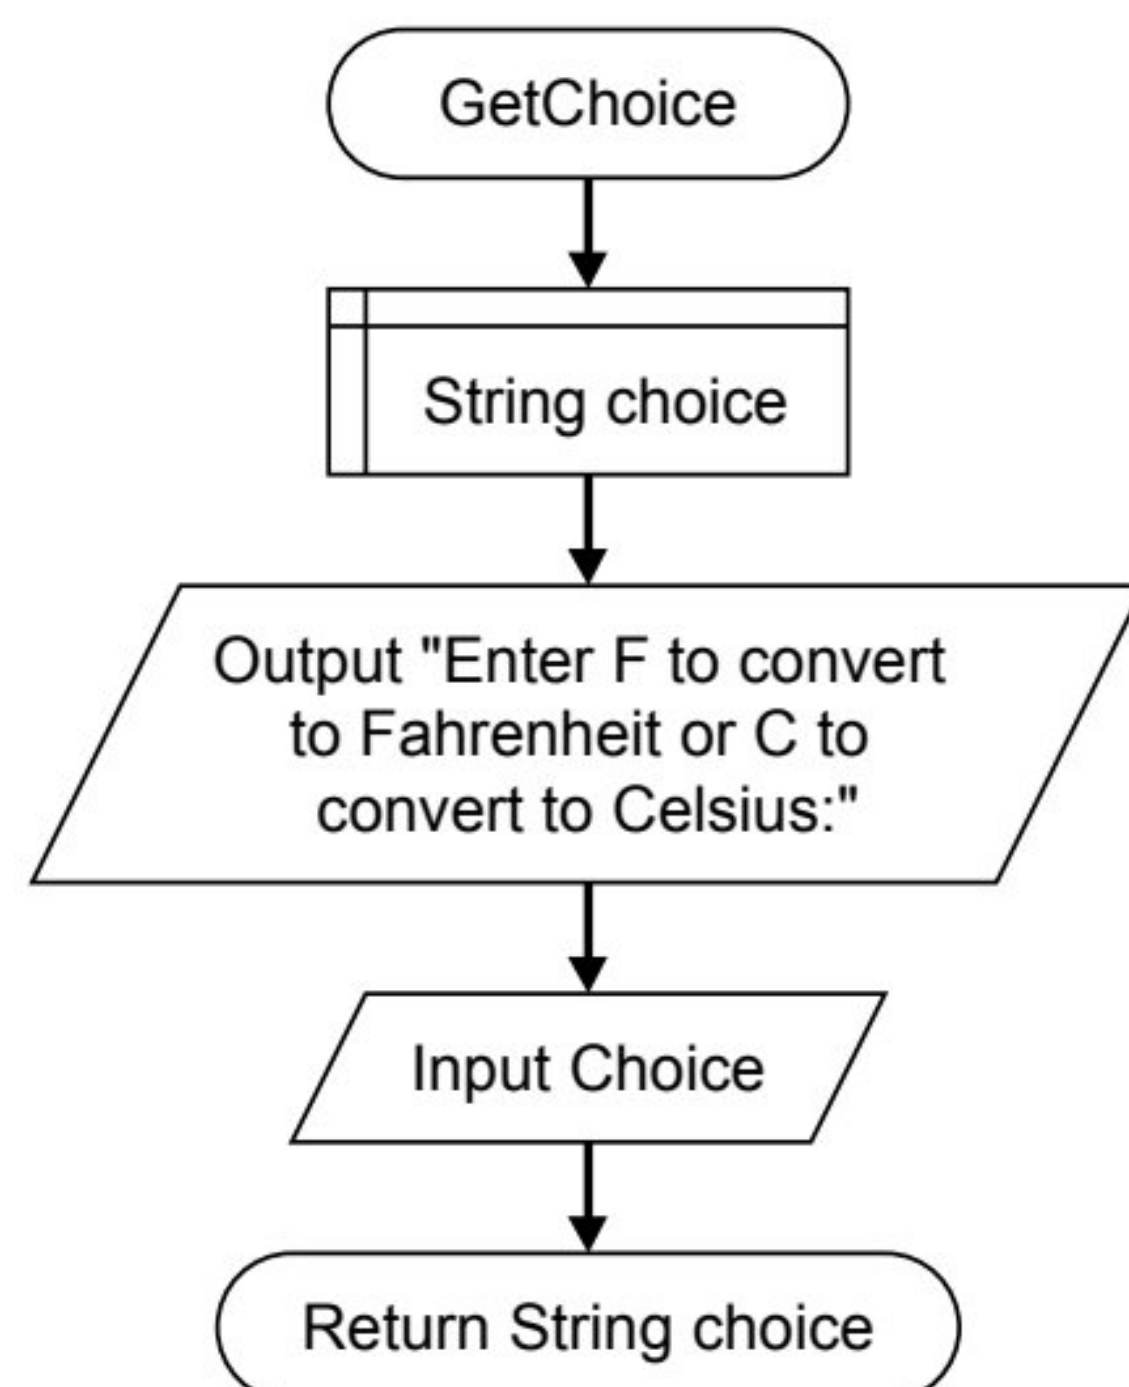 GetChoice
String choice
Output "Enter F to convert
to Fahrenheit or C to
convert to Celsius:"
Input Choice
Return String choice